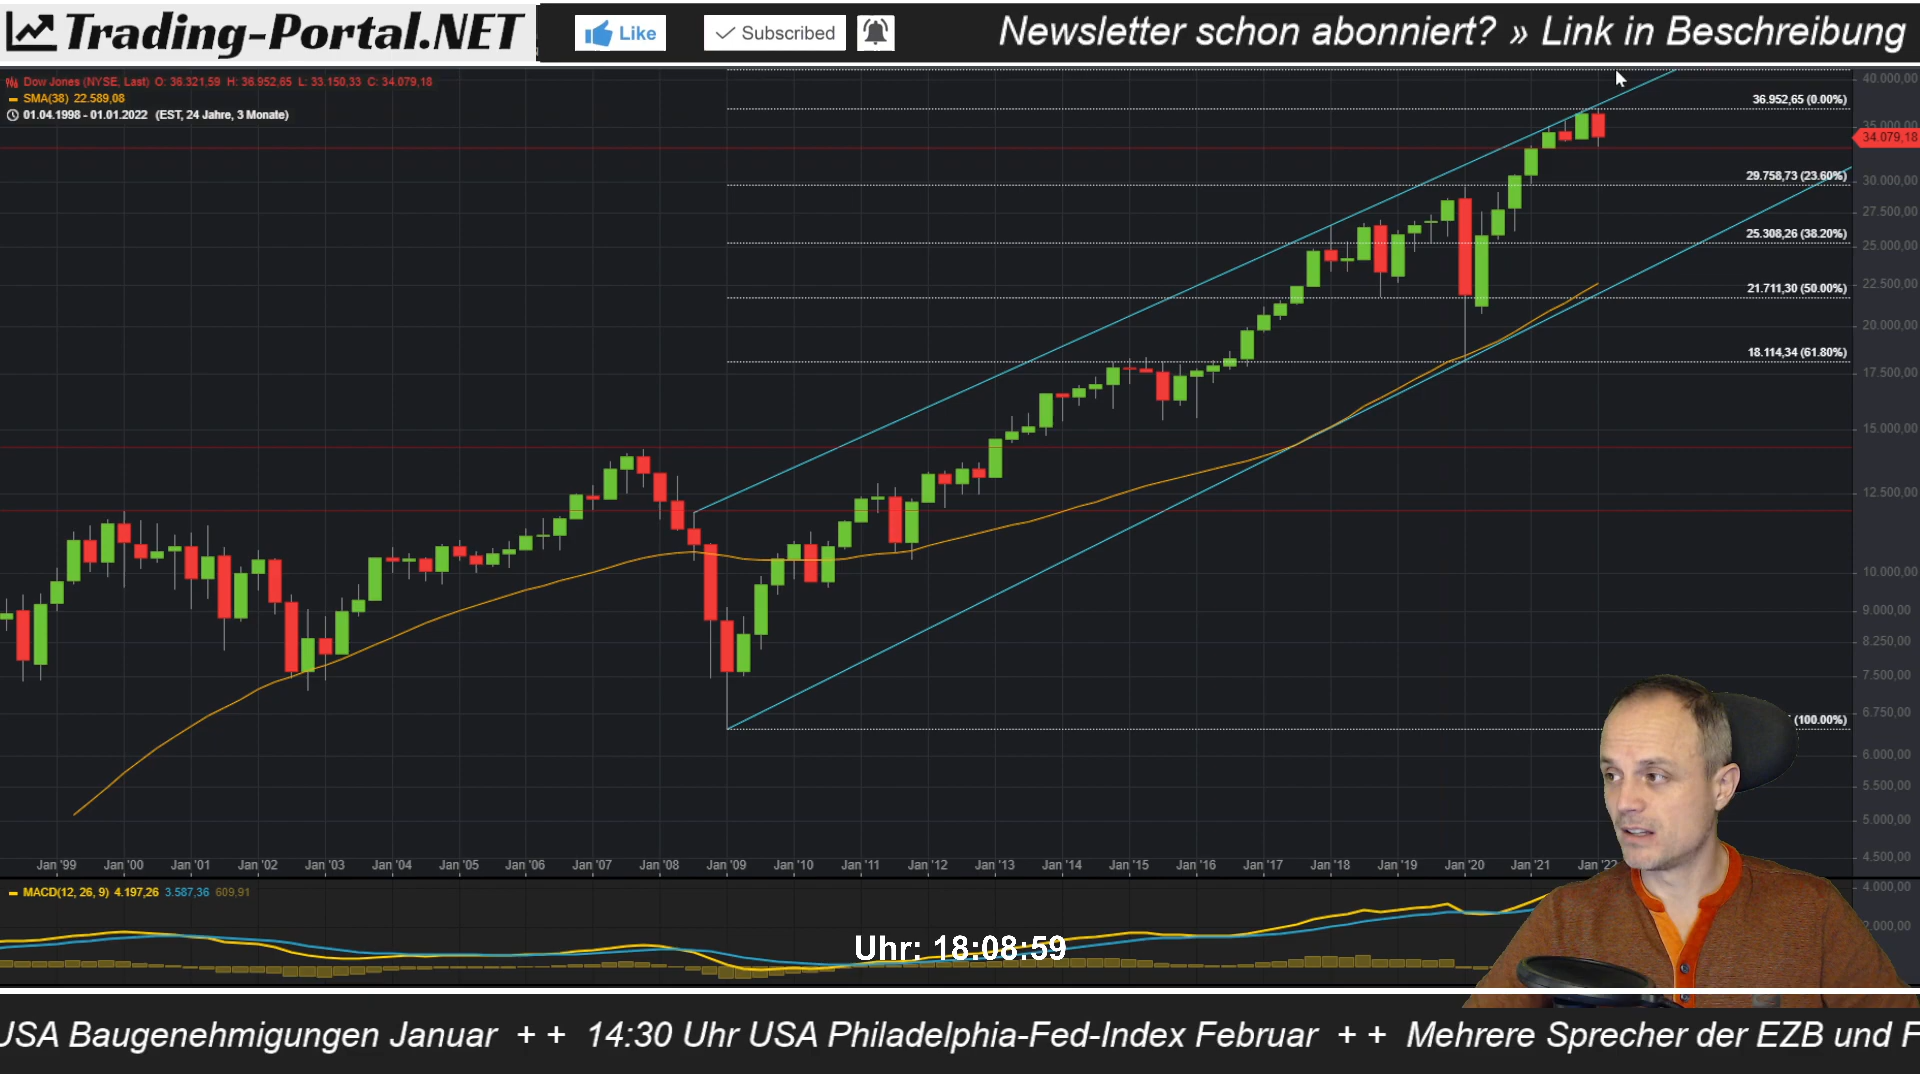 Trading-Portal.NET
Like
Subscribed
Newsletter schon abonniert? » Link in Beschreibung
Dow Jones (NYSE, Last) O: 36.321,59 H: 36.952,65 L: 33.150,33 C: 34.079,18
SMA(38) 22.589,08
01.04.1998 - 01.01.2022 (EST, 24 Jahre, 3 Monate)
40.000,00
36.952,65 (0.00%)
35.000,00
34.079,18
29.758,73 (23.60%)
30.000,00
27.500,00
25.308,26 (38.20%)
25.000,00
21.711,30 (50.00%)
22.500,00
20.000,00
18.114,34 (61.80%)
17.500,00
15.000,00
12.500,00
10.000,00
9.000,00
8.250,00
7.500,00
6.750,00
(100.00%)
6.000,00
5.500,00
5.000,00
4.500,00
Jan '99 Jan '00 Jan '01 Jan '02 Jan '03 Jan '04 Jan '05 Jan '06 Jan '07 Jan '08 Jan '09 Jan '10 Jan '11 Jan '12 Jan '13 Jan '14 Jan '15 Jan '16 Jan '17 Jan '18 Jan '19 Jan '20 Jan '21 Jan '22
MACD(12, 26, 9) 4.197,26 3.587,36 609,91
4.000,00
2.000,00
Uhr: 18:08:59
USA Baugenehmigungen Januar ++ 14:30 Uhr USA Philadelphia-Fed-Index Februar ++ Mehrere Sprecher der EZB und F